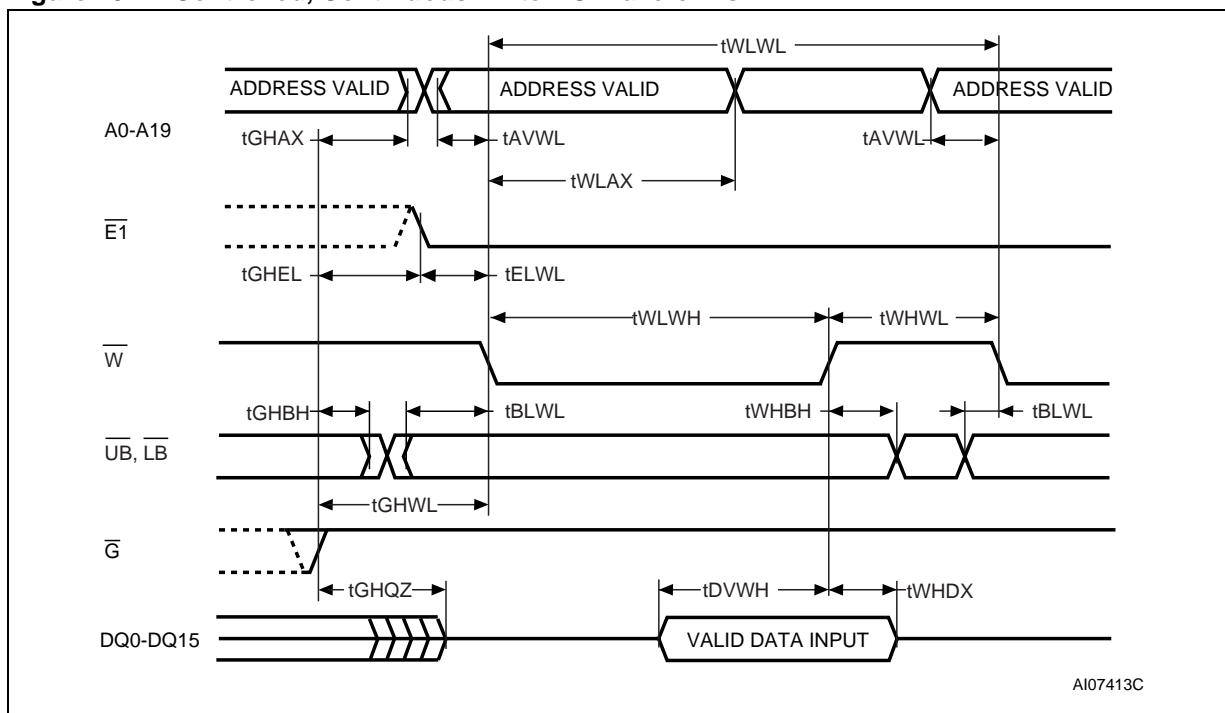 tWLWL
ADDRESS VALID ADDRESS VALID ADDRESS VALID
A0-A19
tGHAX tAVWL tAVWL
tWLAX
E1
tGHEL tELWL
tWLWH tWHWL
W
tGHBH tBLWL tWHBH tBLWL
UB, LB
tGHWL
G
tGHQZ tDVWH tWHDX
DQ0-DQ15 VALID DATA INPUT
AI07413C